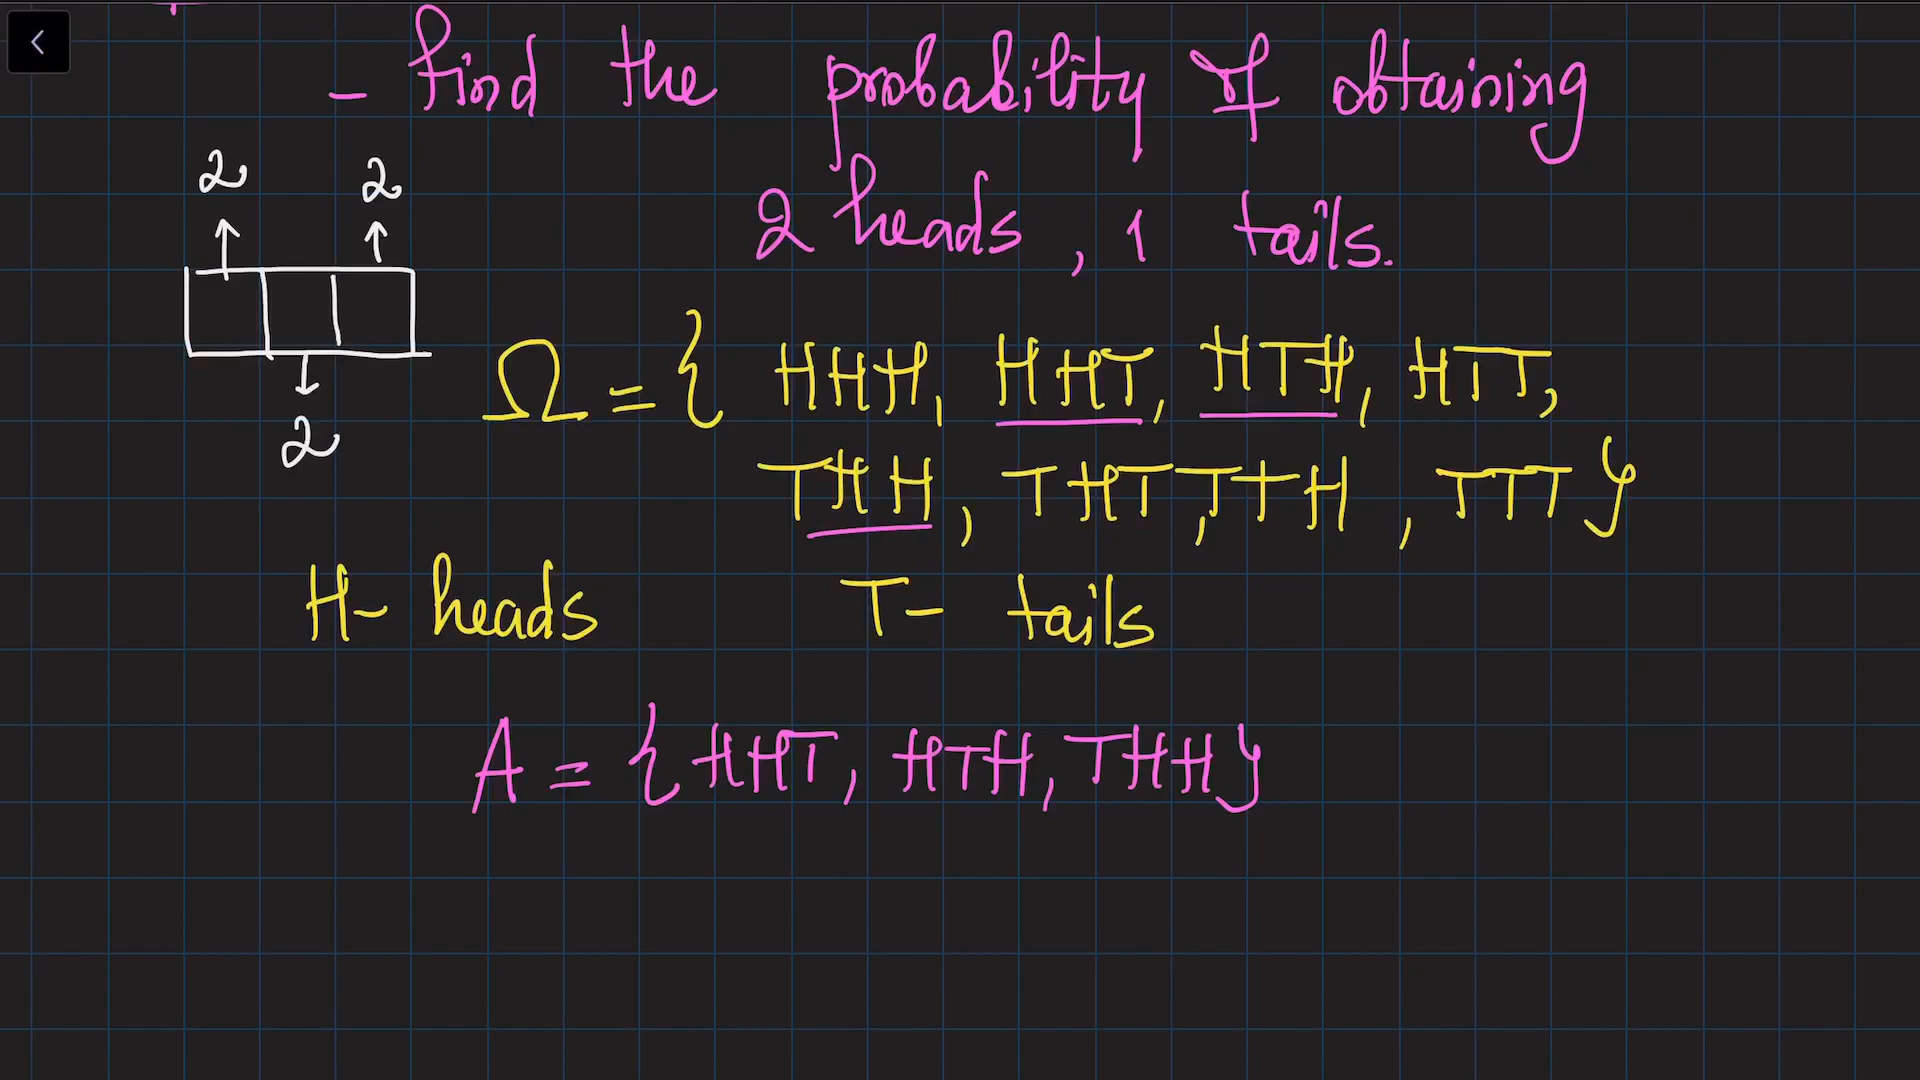 - find the probability of obtaining
2 heads, 1 tails.
2 2
2
Ω = { HHH, HHT, HTH, HTT,
THH, THT, TTH, TTT }
H- heads T- tails
A = { HHT, HTH, THH }